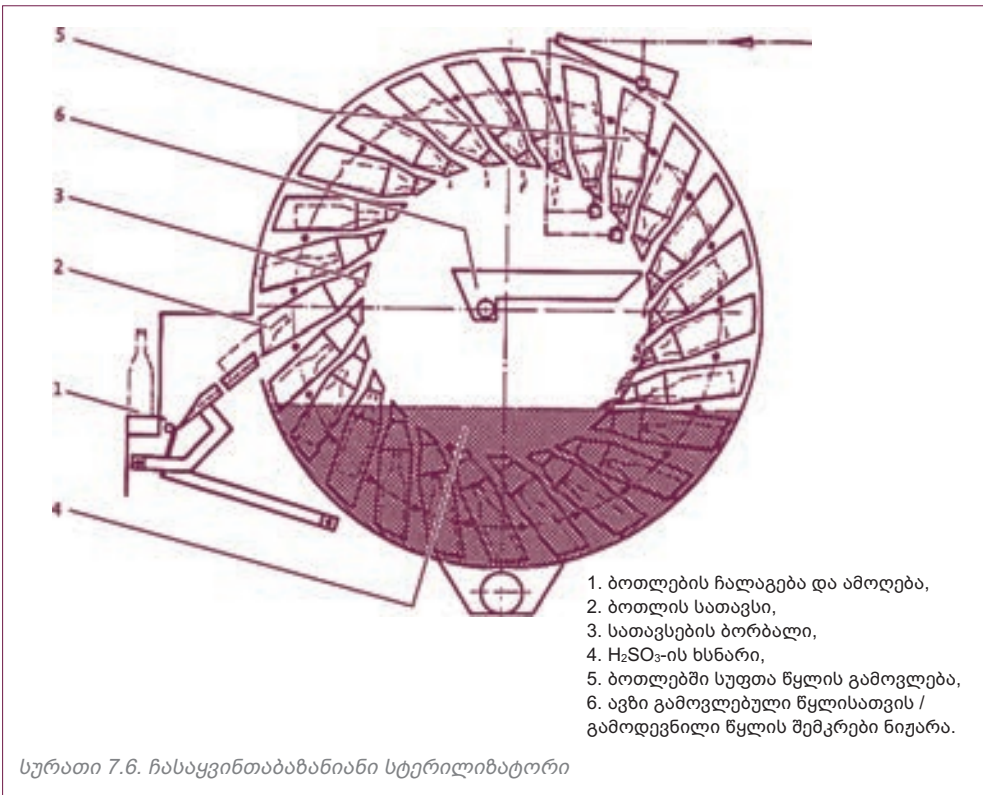 5
6
3
2
1
4
1. ბოთლების ჩალაგება და ამოღება,
2. ბოთლის სათავსი,
3. სათავსების ბორბალი,
4. H₂SO₃-ის ხსნარი,
5. ბოთლებში სუფთა წყლის გამოვლება,
6. ავზი გამოვლებული წყლისათვის /
გამოდევნილი წყლის შემკრები ნიჟარა.
სურათი 7.6. ჩასაყვინთაბაზანიანი სტერილიზატორი